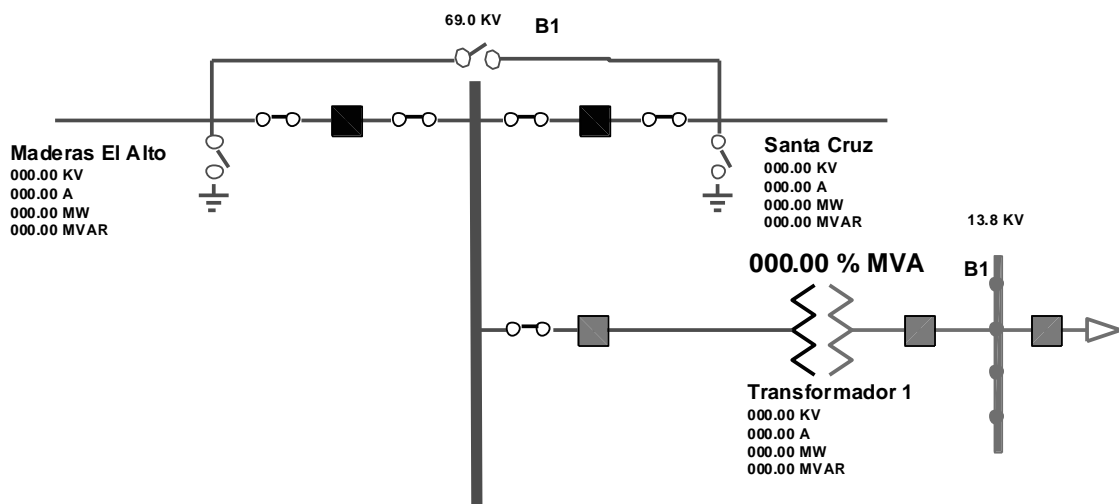 69.0 KV
B1
Maderas El Alto
000.00 KV
000.00 A
000.00 MW
000.00 MVAR
Santa Cruz
000.00 KV
000.00 A
000.00 MW
000.00 MVAR
13.8 KV
B1
000.00 % MVA
Transformador 1
000.00 KV
000.00 A
000.00 MW
000.00 MVAR